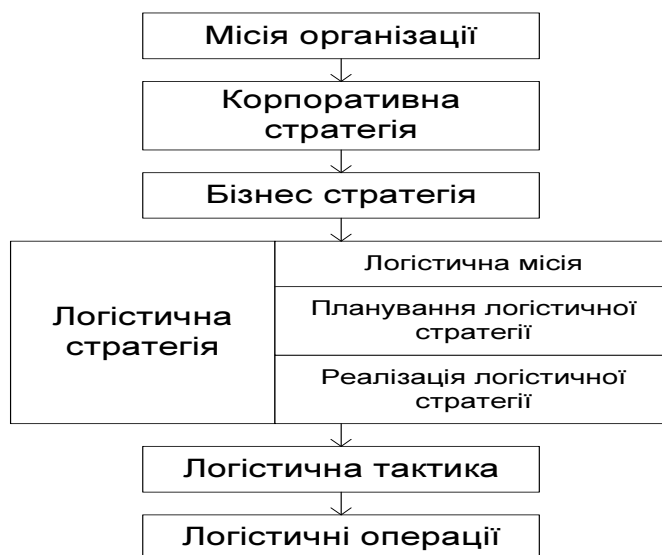 Місія організації
Корпоративна
стратегія
Бізнес стратегія
Логістична
стратегія
Логістична місія
Планування логістичної
стратегії
Реалізація логістичної
стратегії
Логістична тактика
Логістичні операції